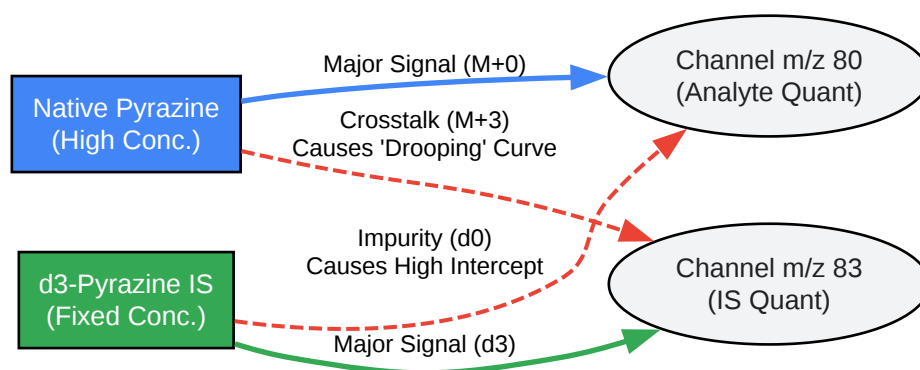 Native Pyrazine
(High Conc.)
Major Signal (M+0)
Channel m/z 80
(Analyte Quant)
Crosstalk (M+3)
Causes 'Drooping' Curve
Impurity (d0)
Causes High Intercept
d3-Pyrazine IS
(Fixed Conc.)
Channel m/z 83
(IS Quant)
Major Signal (d3)